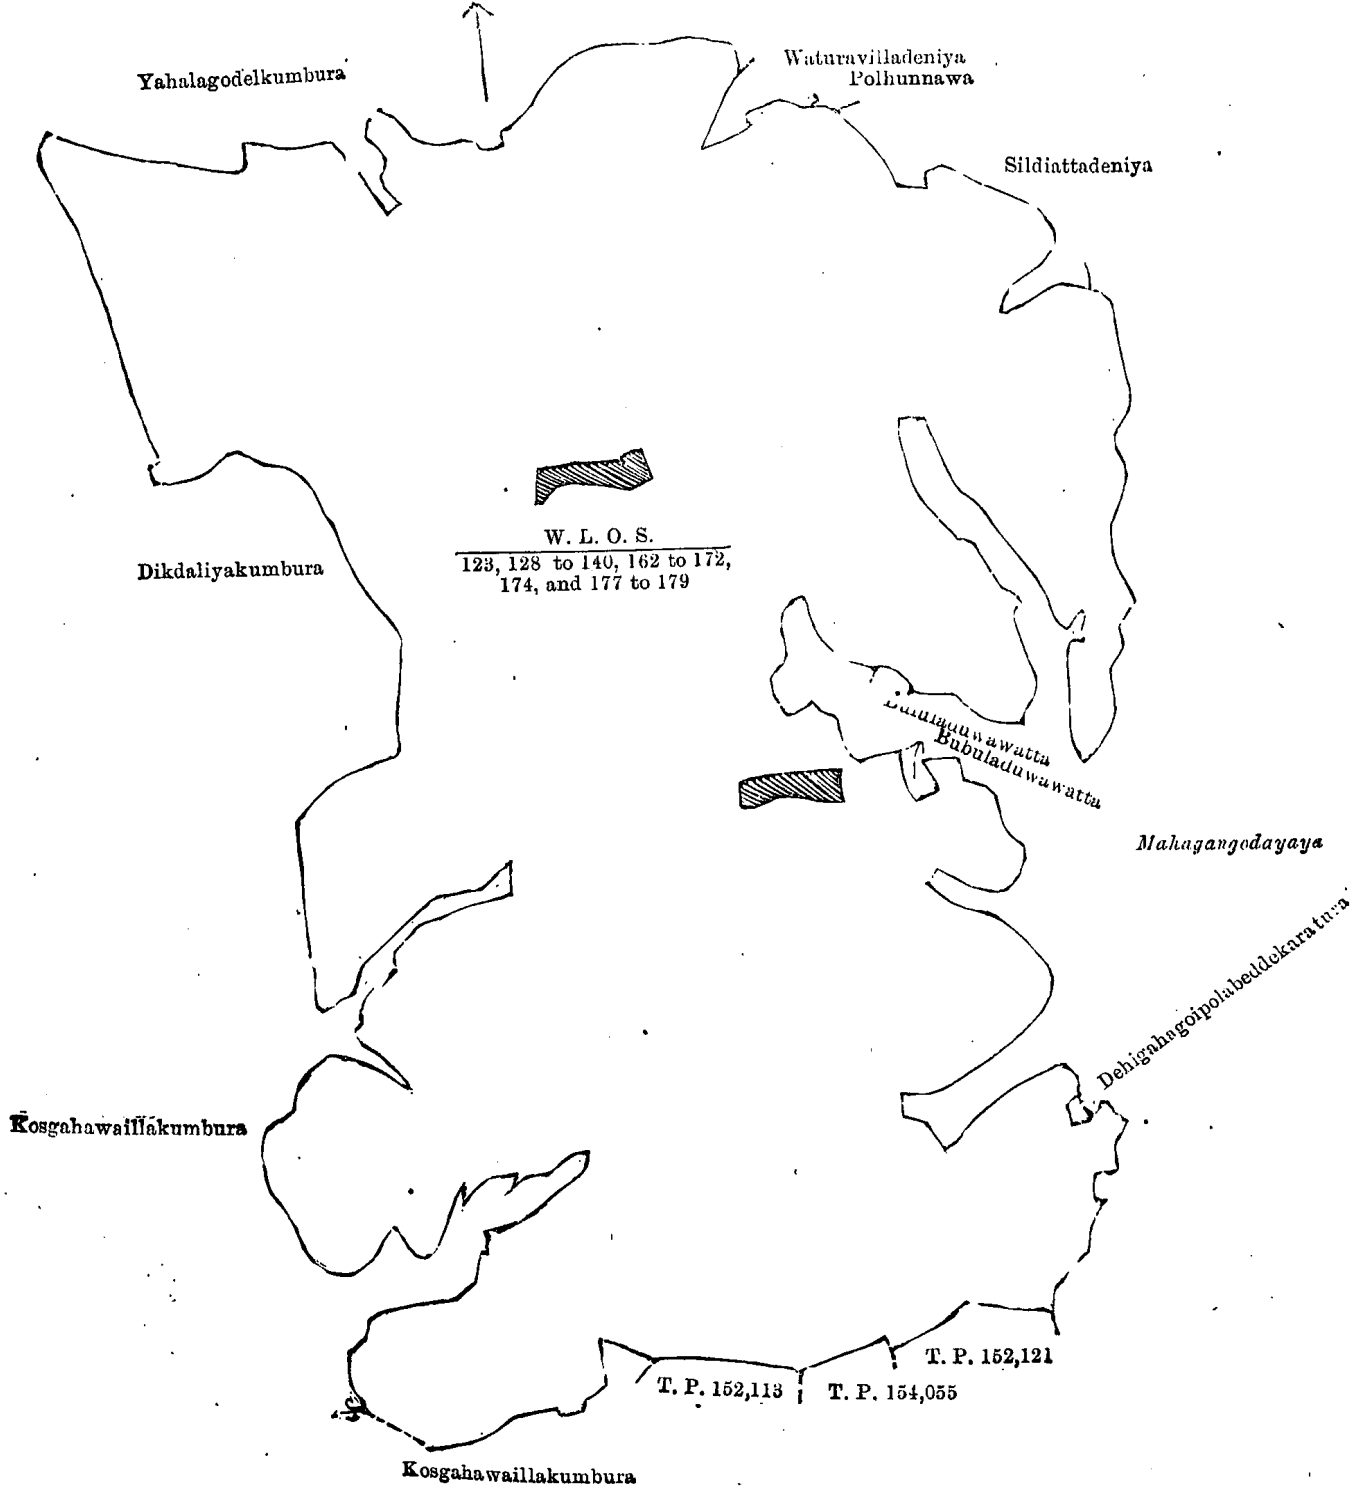 Waturavilladeniya
Polhunnawa
Yahalagodelkumbura
Sildiattadeniya
W. L. O. S.
123, 128 to 140, 162 to 172,
174, and 177 to 179
Dikdaliyakumbura
Bubuladuwawatta
Bubuladuwawatta
Mahagangodayaya
Dehigahagoipolabeddekaratura
Kosgahawaillakumbura
T. P. 152,121
T. P. 152,113
T. P. 154,055
Kosgahawaillakumbura